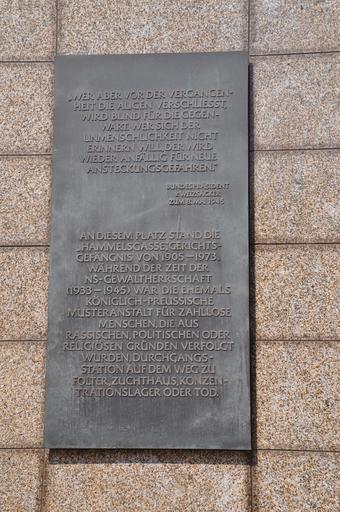 „WER ABER VOR DER VERGANGEN-
HEIT DIE AUGEN VERSCHLIESST,
WIRD BLIND FÜR DIE GEGEN-
WART. WER SICH DER
UNMENSCHLICHKEIT NICHT
ERINNERN WILL, DER WIRD
WIEDER ANFÄLLIG FÜR NEUE
ANSTECKUNGSGEFAHREN“
BUNDESPRÄSIDENT
V. WEIZSÄCKER
ZUM 8. MAI 1945
AN DIESEM PLATZ STAND DIE
„HAMMELSGASSE“, GERICHTS-
GEFÄNGNIS VON 1905–1973.
WÄHREND DER ZEIT DER
NS-GEWALTHERRSCHAFT
(1933–1945) WAR DIE EHEMALS
KÖNIGLICH-PREUSSISCHE
MUSTERANSTALT FÜR ZAHLLOSE
MENSCHEN, DIE AUS
RASSISCHEN, POLITISCHEN ODER
RELIGIÖSEN GRÜNDEN VERFOLGT
WURDEN, DURCHGANGS-
STATION AUF DEM WEG ZU
FOLTER, ZUCHTHAUS, KONZEN-
TRATIONSLAGER ODER TOD.